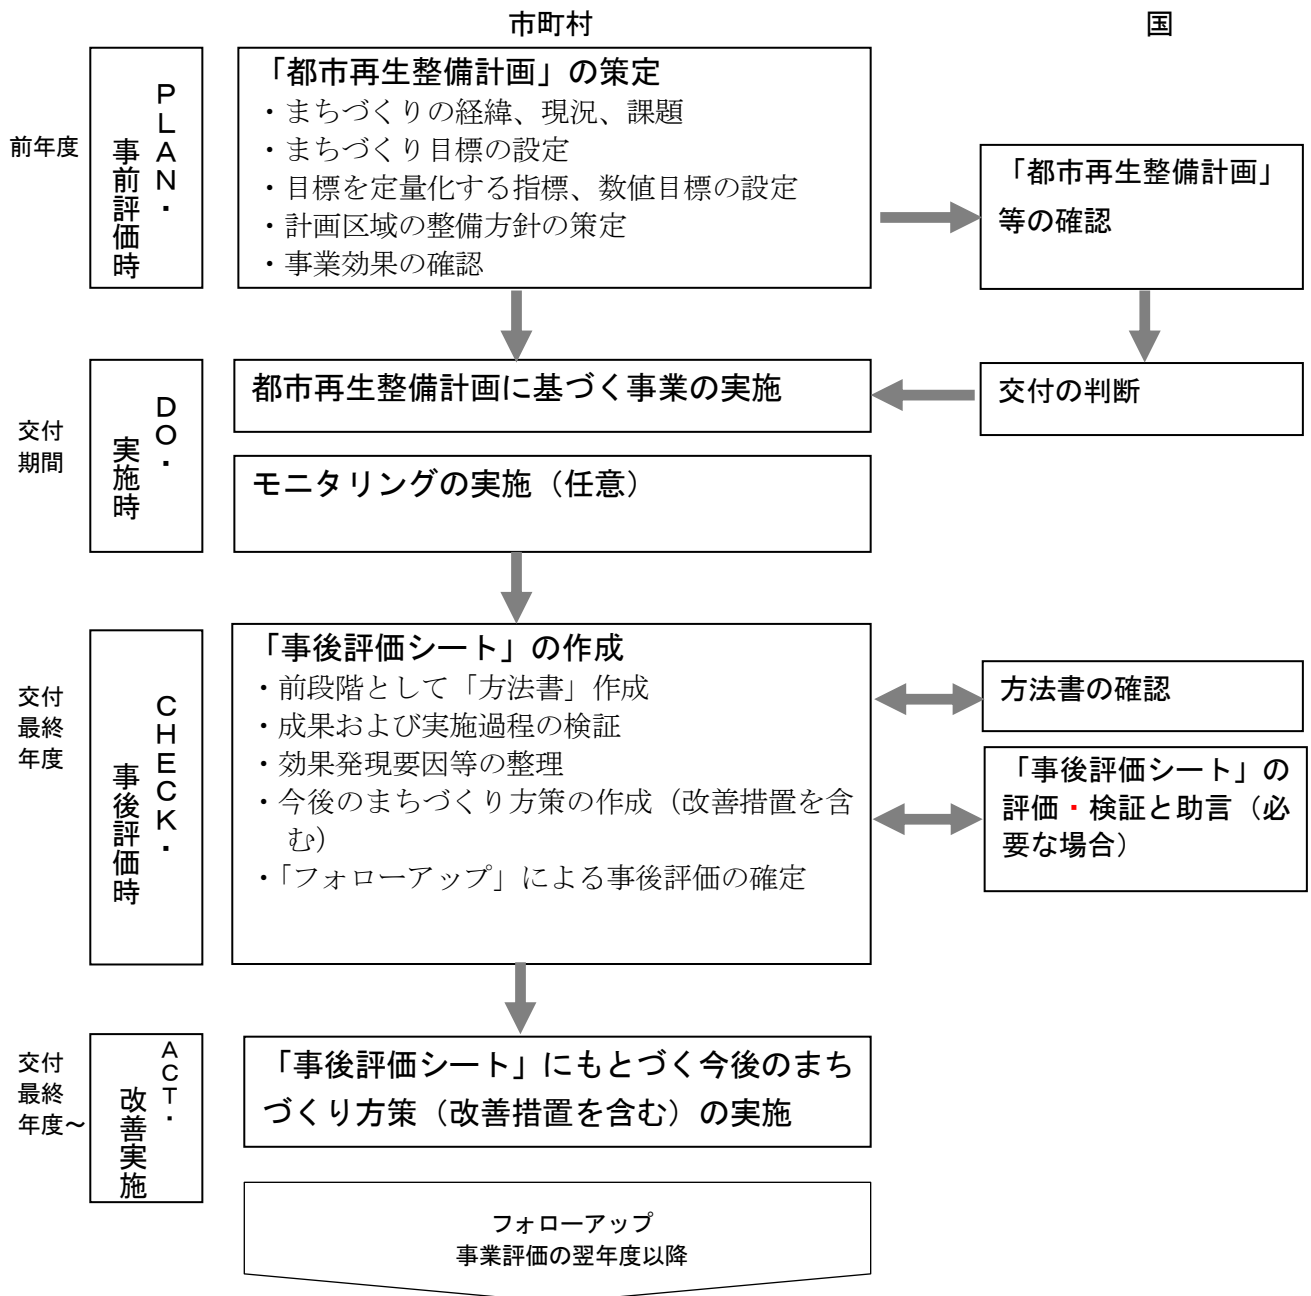 市町村
国
前年度
PLAN・
事前評価時
「都市再生整備計画」の策定
・まちづくりの経緯、現況、課題
・まちづくり目標の設定
・目標を定量化する指標、数値目標の設定
・計画区域の整備方針の策定
・事業効果の確認
「都市再生整備計画」
等の確認
交付
期間
DO・
実施時
都市再生整備計画に基づく事業の実施
交付の判断
モニタリングの実施（任意）
交付
最終
年度
CHECK・
事後評価時
「事後評価シート」の作成
・前段階として「方法書」作成
・成果および実施過程の検証
・効果発現要因等の整理
・今後のまちづくり方策の作成（改善措置を含
む）
・「フォローアップ」による事後評価の確定
方法書の確認
「事後評価シート」の
評価・検証と助言（必
要な場合）
交付
最終
年度～
ACT・
改善実施
「事後評価シート」にもとづく今後のまち
づくり方策（改善措置を含む）の実施
フォローアップ
事業評価の翌年度以降